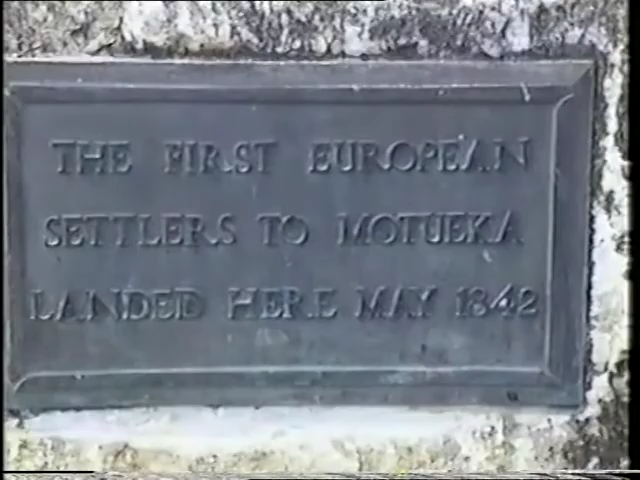 THE FIRST EUROPEAN
SETTLERS TO MOTUEKA
LANDED HERE MAY 1842